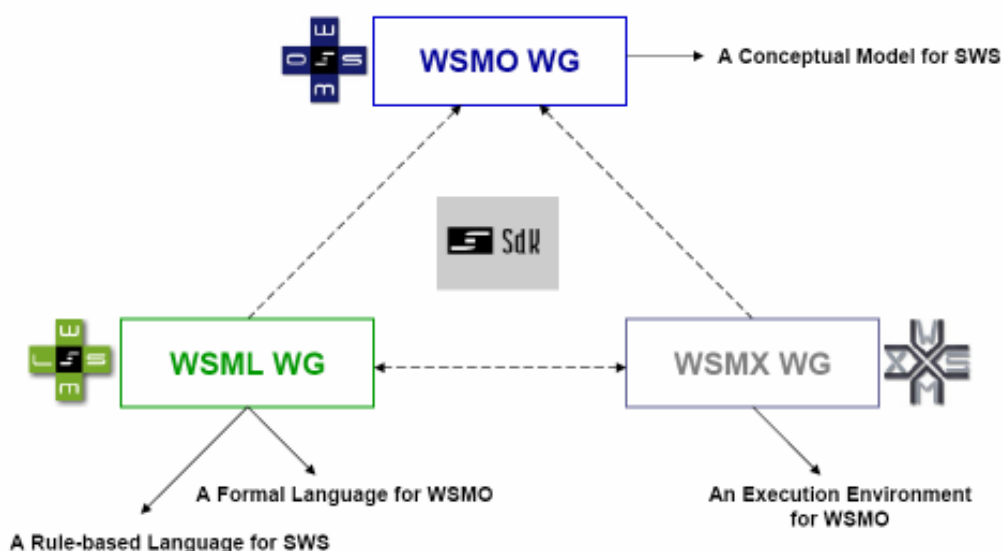 WSMO WG
A Conceptual Model for SWS
SdK
WSML WG
WSMX WG
A Formal Language for WSMO
A Rule-based Language for SWS
An Execution Environment
for WSMO